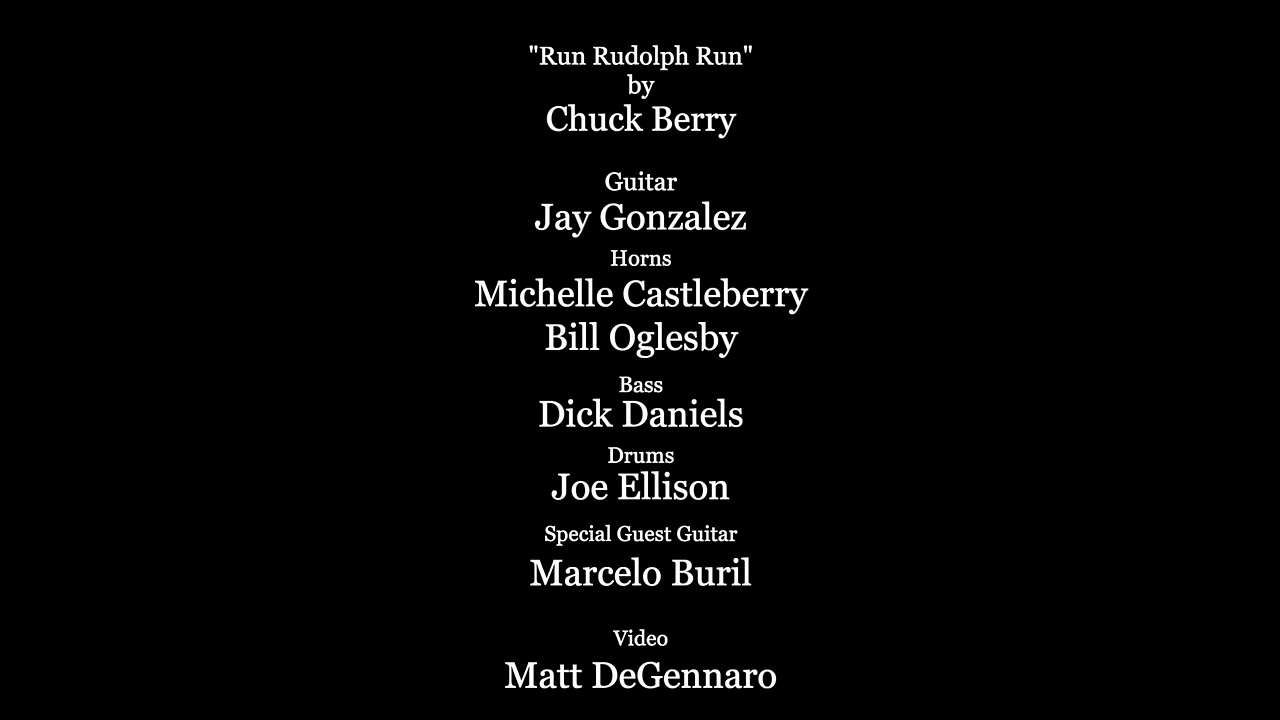 "Run Rudolph Run"
by
Chuck Berry
Guitar
Jay Gonzalez
Horns
Michelle Castleberry
Bill Oglesby
Bass
Dick Daniels
Drums
Joe Ellison
Special Guest Guitar
Marcelo Buril
Video
Matt DeGennaro